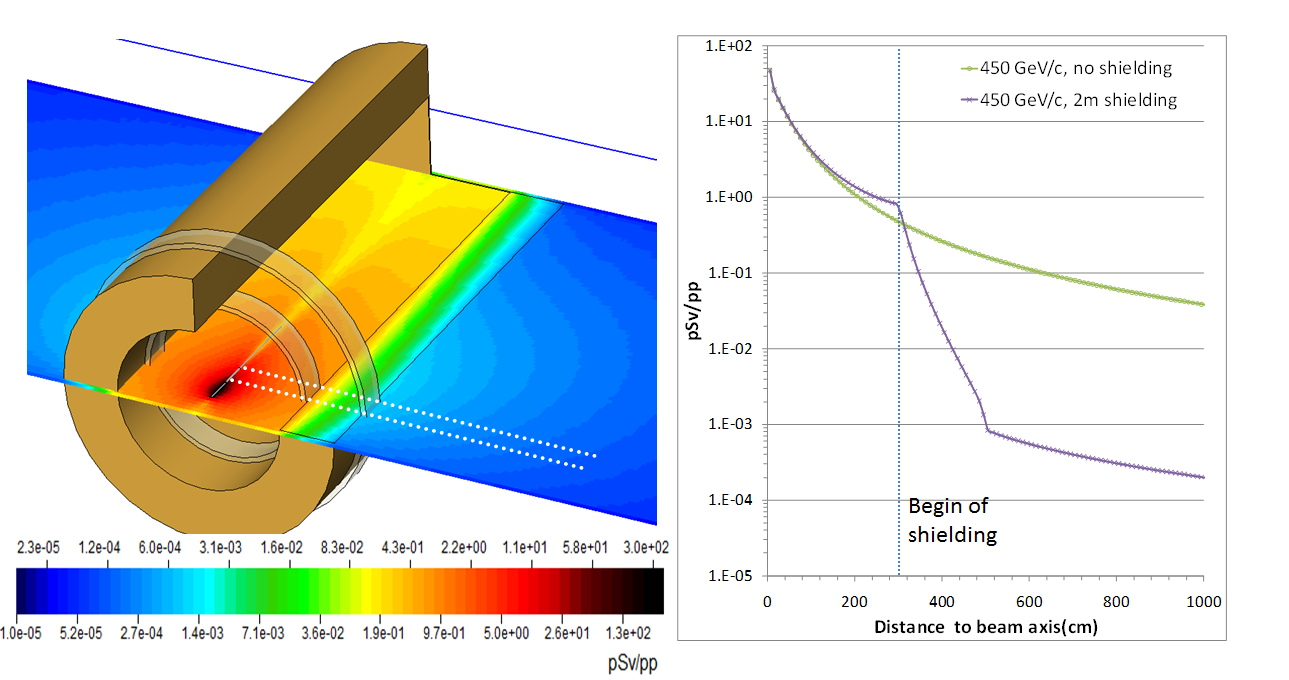 2.3e-05 1.2e-04 6.0e-04 3.1e-03 1.6e-02 8.3e-02 4.3e-01 2.2e+00 1.1e+01 5.8e+01 3.0e+02
1.0e-05 5.2e-05 2.7e-04 1.4e-03 7.1e-03 3.6e-02 1.9e-01 9.7e-01 5.0e+00 2.6e+01 1.3e+02
pSv/pp
450 GeV/c, no shielding
450 GeV/c, 2m shielding
1.E+02
1.E+01
1.E+00
1.E-01
1.E-02
1.E-03
1.E-04
1.E-05
pSv/pp
Begin of
shielding
0 200 400 600 800 1000
Distance to beam axis(cm)